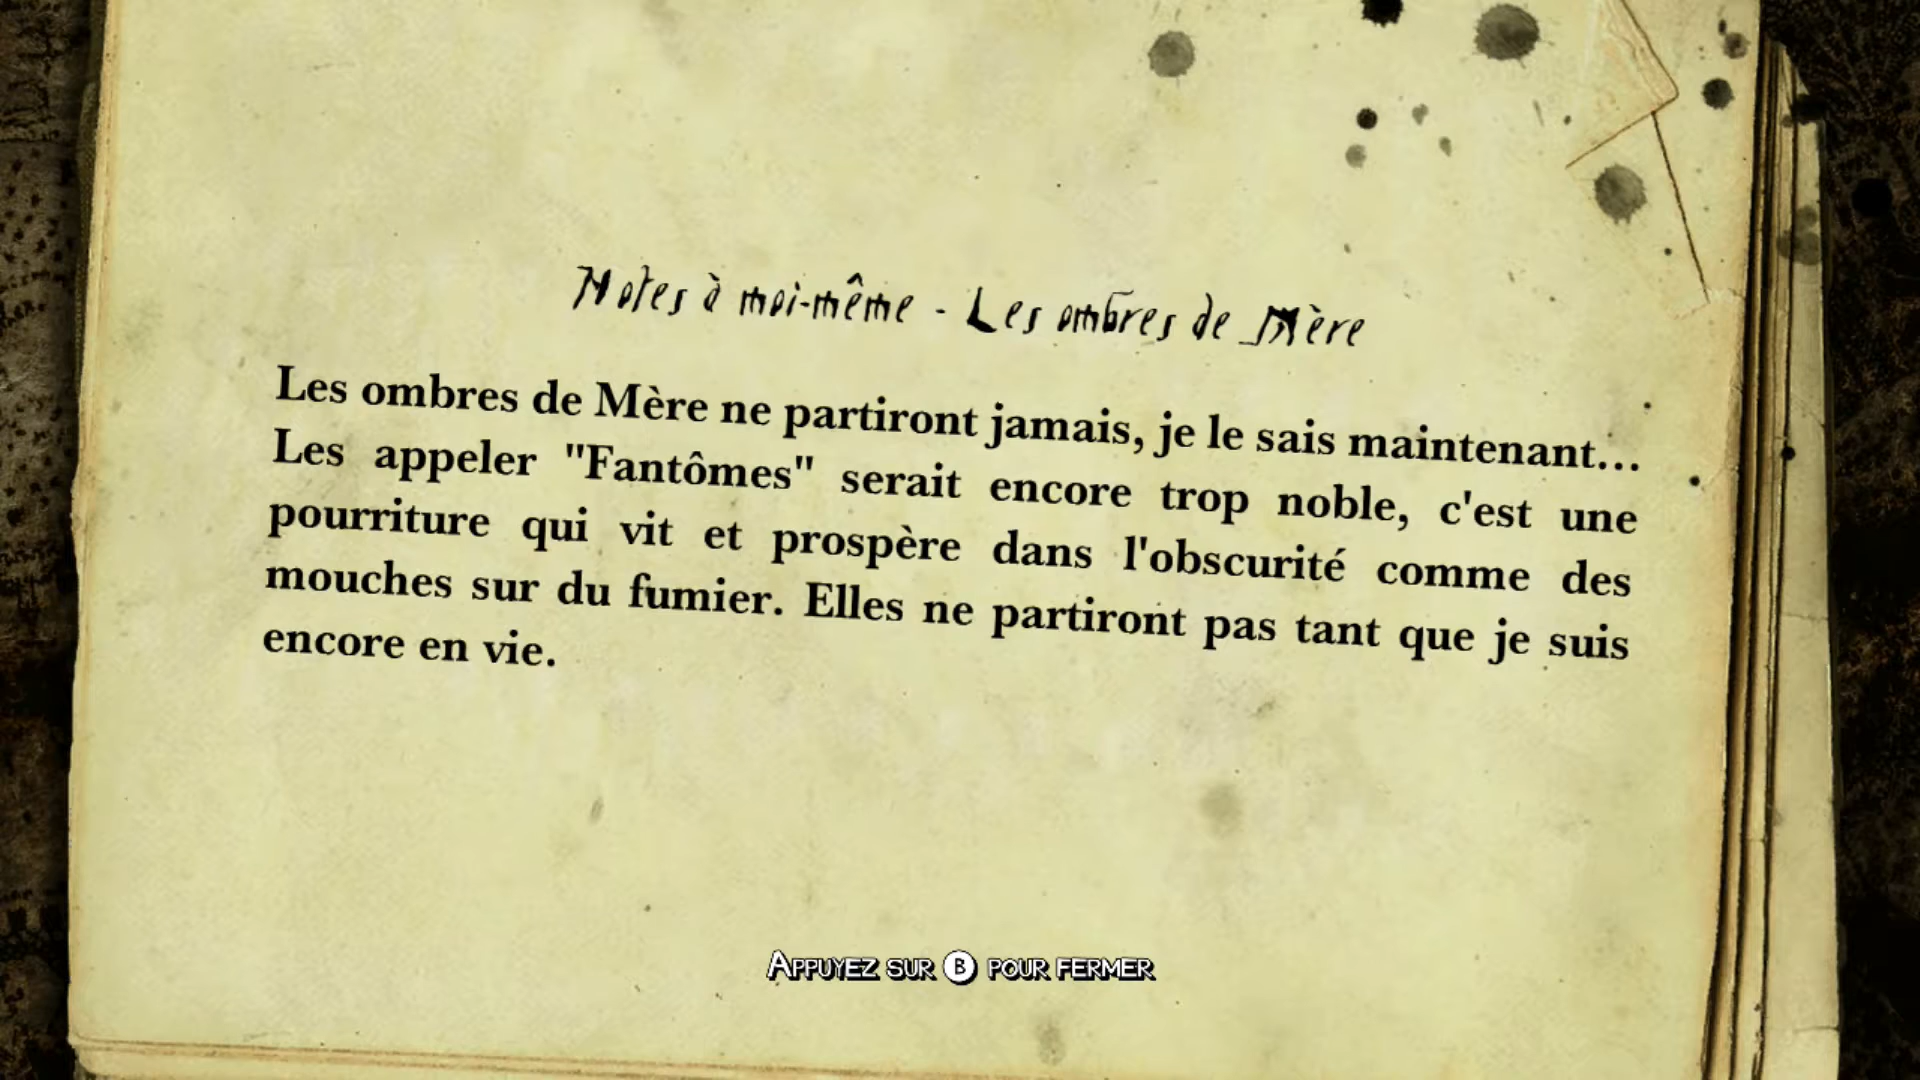 Notes à moi-même - Les ombres de Mère
Les ombres de Mère ne partiront jamais, je le sais maintenant...
Les appeler "Fantômes" serait encore trop noble, c'est une
pourriture qui vit et prospère dans l'obscurité comme des
mouches sur du fumier. Elles ne partiront pas tant que je suis
encore en vie.
APPUYEZ SUR B POUR FERMER